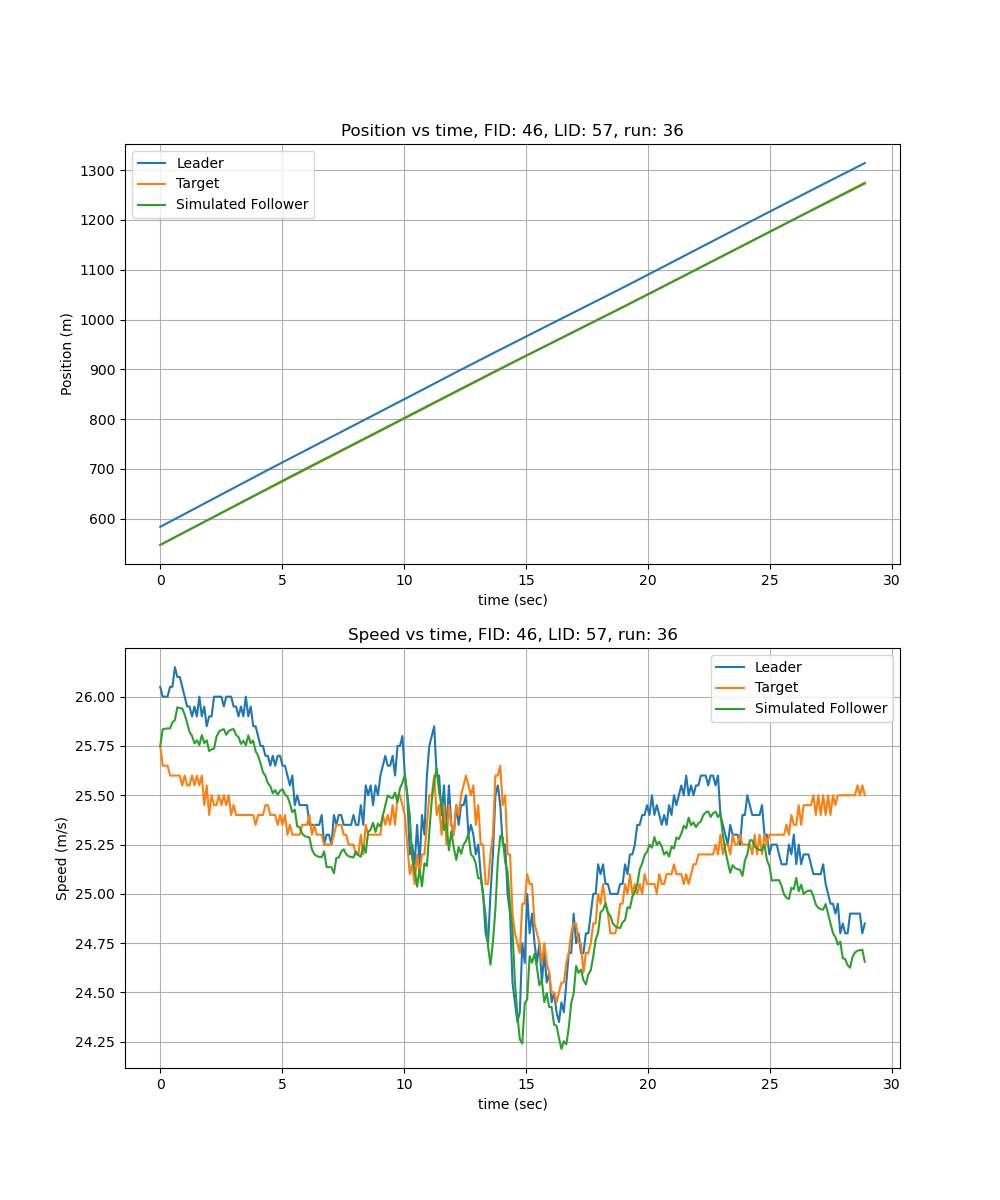 Position vs time, FID: 46, LID: 57, run: 36
Leader
Target
Simulated Follower
1300
1200
1100
1000
900
800
700
600
Position (m)
0 5 10 15 20 25 30
time (sec)
Speed vs time, FID: 46, LID: 57, run: 36
Leader
Target
Simulated Follower
26.00
25.75
25.50
25.25
25.00
24.75
24.50
24.25
Speed (m/s)
0 5 10 15 20 25 30
time (sec)